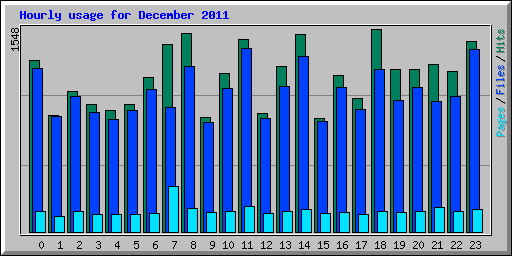 Hourly usage for December 2011
1548
Pages/Files/Hits
0 1 2 3 4 5 6 7 8 9 10 11 12 13 14 15 16 17 18 19 20 21 22 23